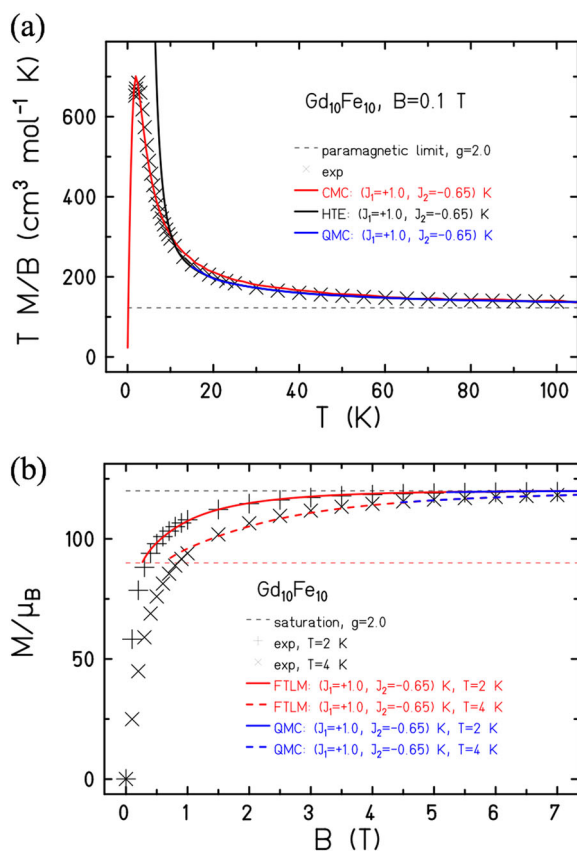 (a)
Gd₁₀Fe₁₀, B=0.1 T
paramagnetic limit, g=2.0
exp
CMC: (J₁=+1.0, J₂=−0.65) K
HTE: (J₁=+1.0, J₂=−0.65) K
QMC: (J₁=+1.0, J₂=−0.65) K
T M/B (cm³ mol⁻¹ K)
600
400
200
0
0 20 40 60 80 100
T (K)
(b)
Gd₁₀Fe₁₀
saturation, g=2.0
exp, T=2 K
exp, T=4 K
FTLM: (J₁=+1.0, J₂=−0.65) K, T=2 K
FTLM: (J₁=+1.0, J₂=−0.65) K, T=4 K
QMC: (J₁=+1.0, J₂=−0.65) K, T=2 K
QMC: (J₁=+1.0, J₂=−0.65) K, T=4 K
M/μ_B
100
50
0
0 1 2 3 4 5 6 7
B (T)